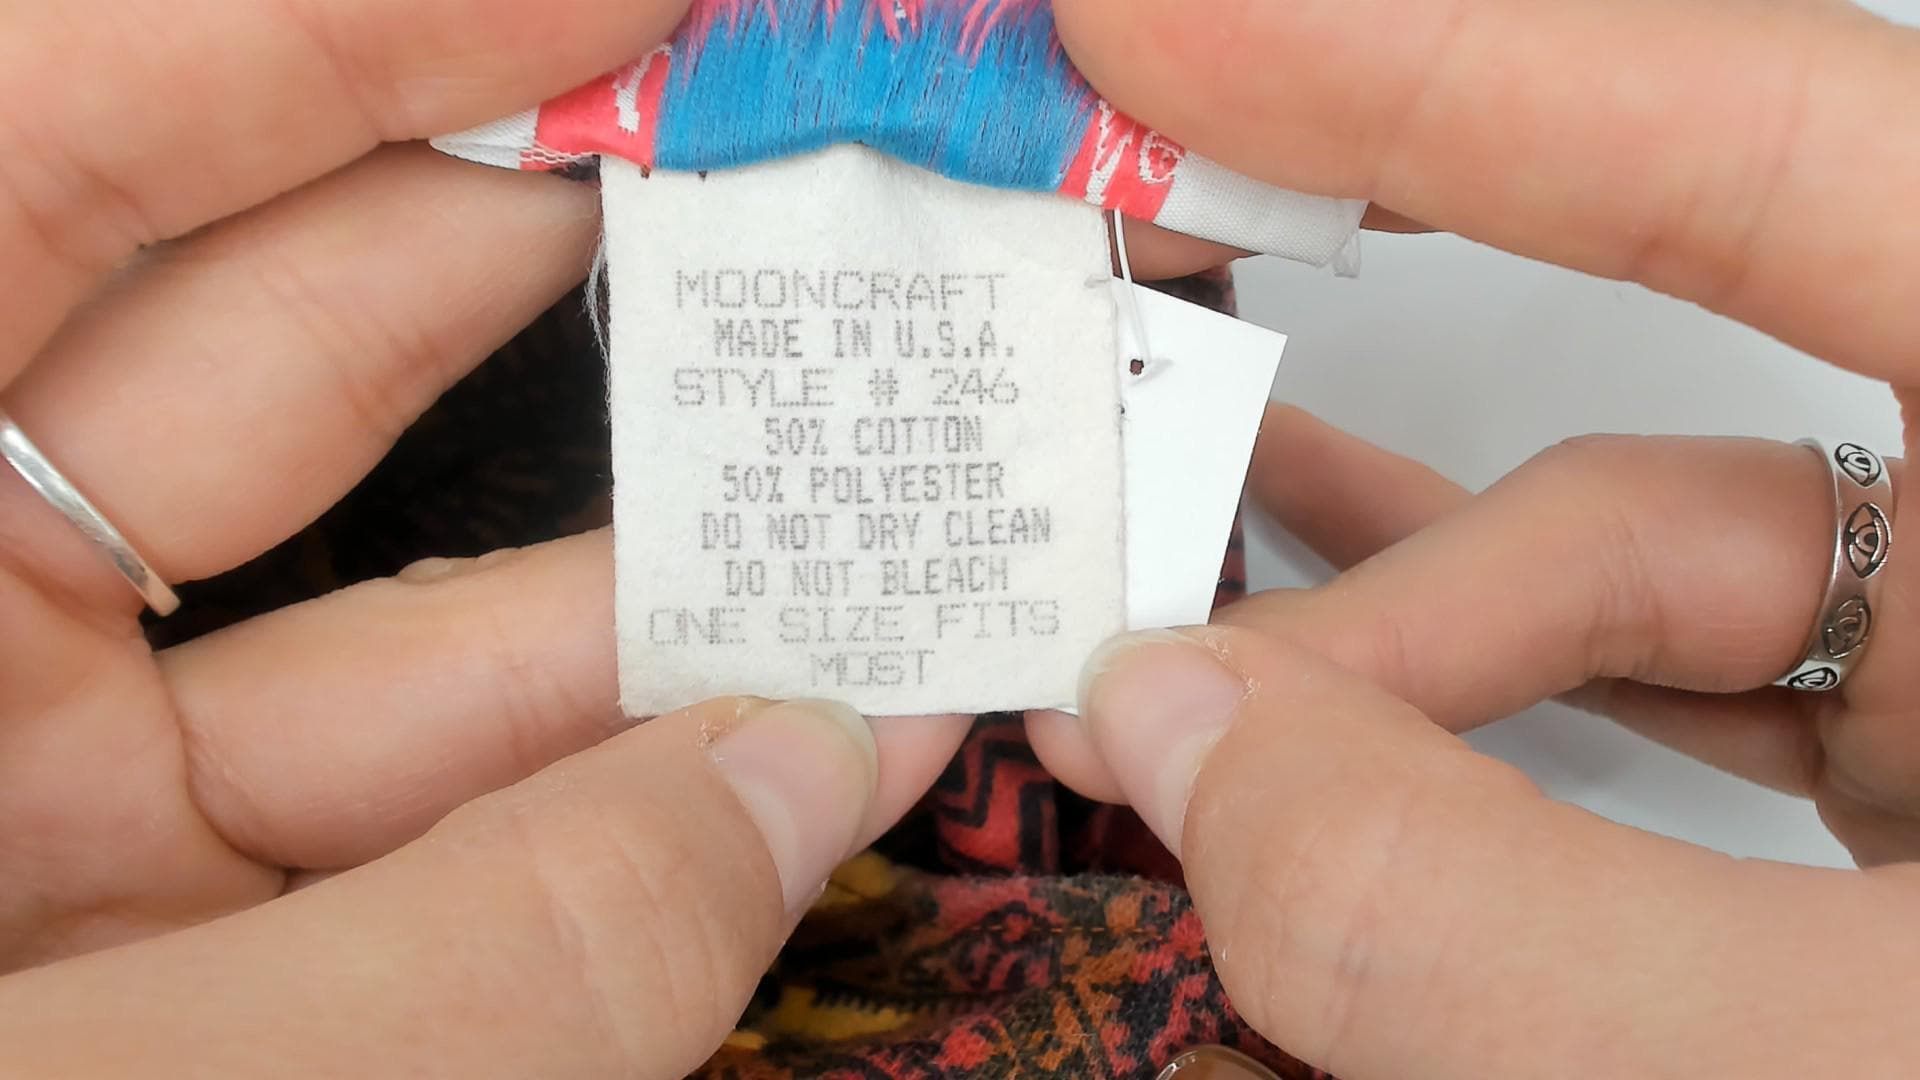 MOONCRAFT
MADE IN U.S.A.
STYLE # 246
50% COTTON
50% POLYESTER
DO NOT DRY CLEAN
DO NOT BLEACH
ONE SIZE FITS
MOST